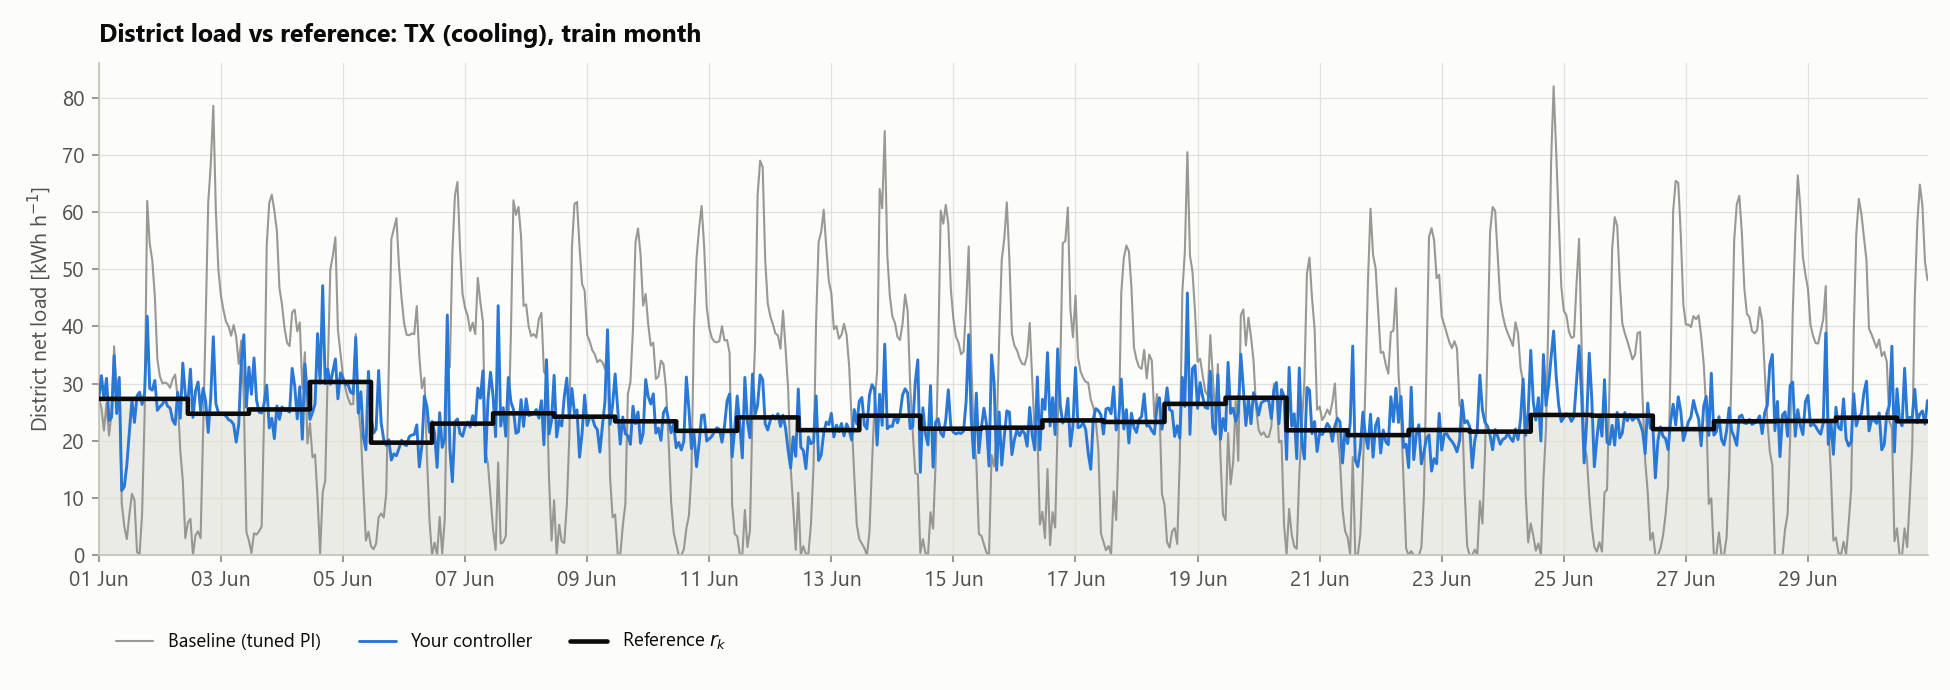 District load vs reference: TX (cooling), train month
District net load [kWh h⁻¹]
80
70
60
50
40
30
20
10
0
01 Jun 03 Jun 05 Jun 07 Jun 09 Jun 11 Jun 13 Jun 15 Jun 17 Jun 19 Jun 21 Jun 23 Jun 25 Jun 27 Jun 29 Jun
Baseline (tuned PI) Your controller Reference rₖ